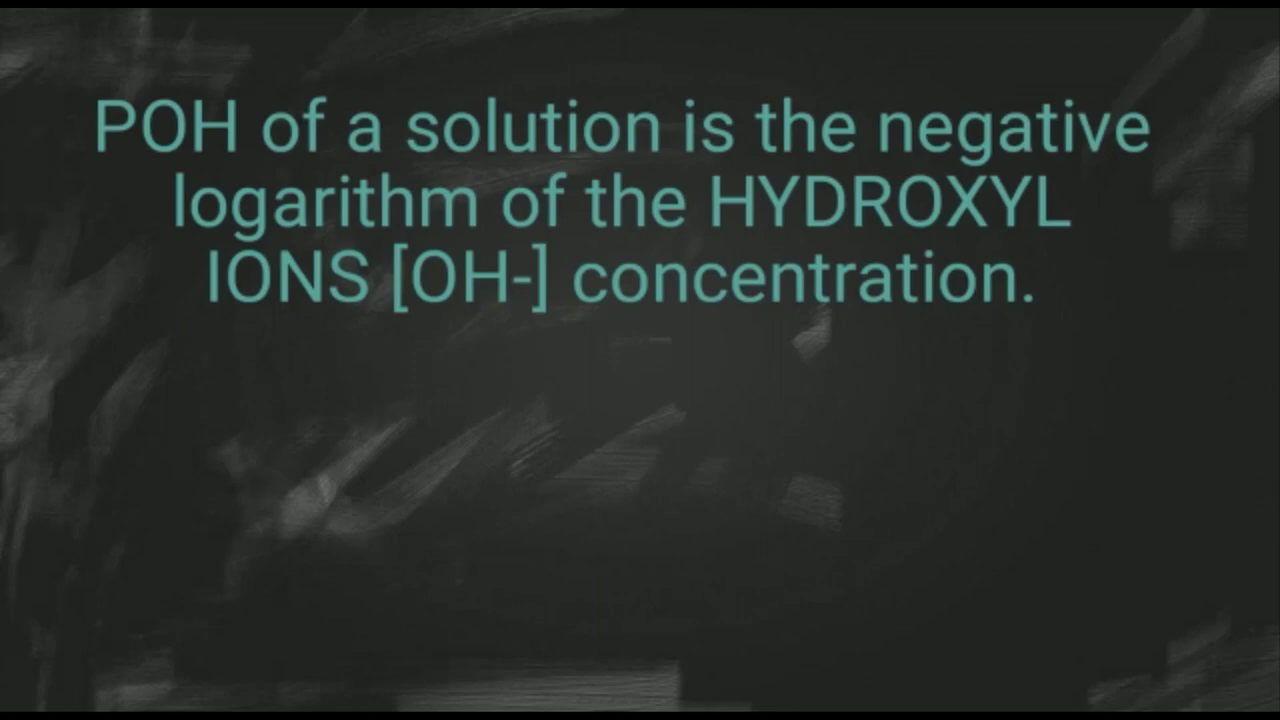 POH of a solution is the negative
logarithm of the HYDROXYL
IONS [OH-] concentration.